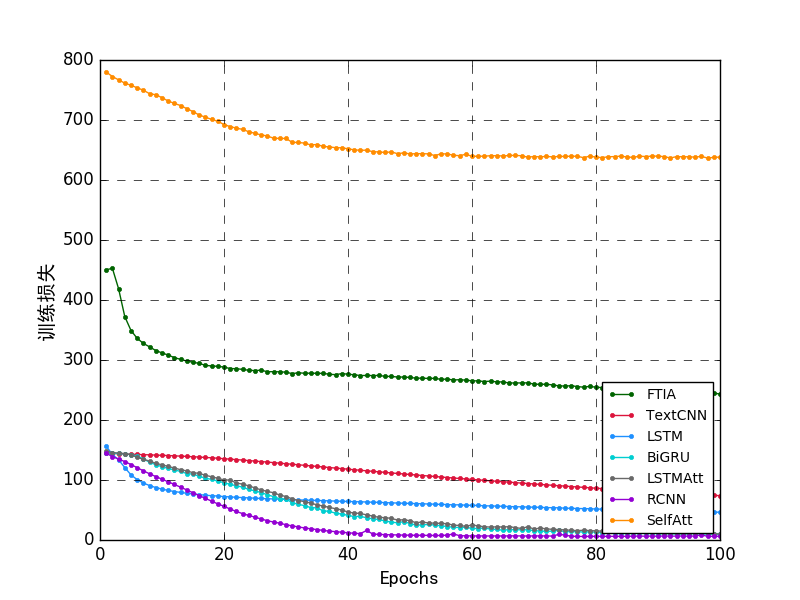 800
700
600
500
400
300
200
100
0
训练损失
FTIA
TextCNN
LSTM
BiGRU
LSTMAtt
RCNN
SelfAtt
0 20 40 60 80 100
Epochs